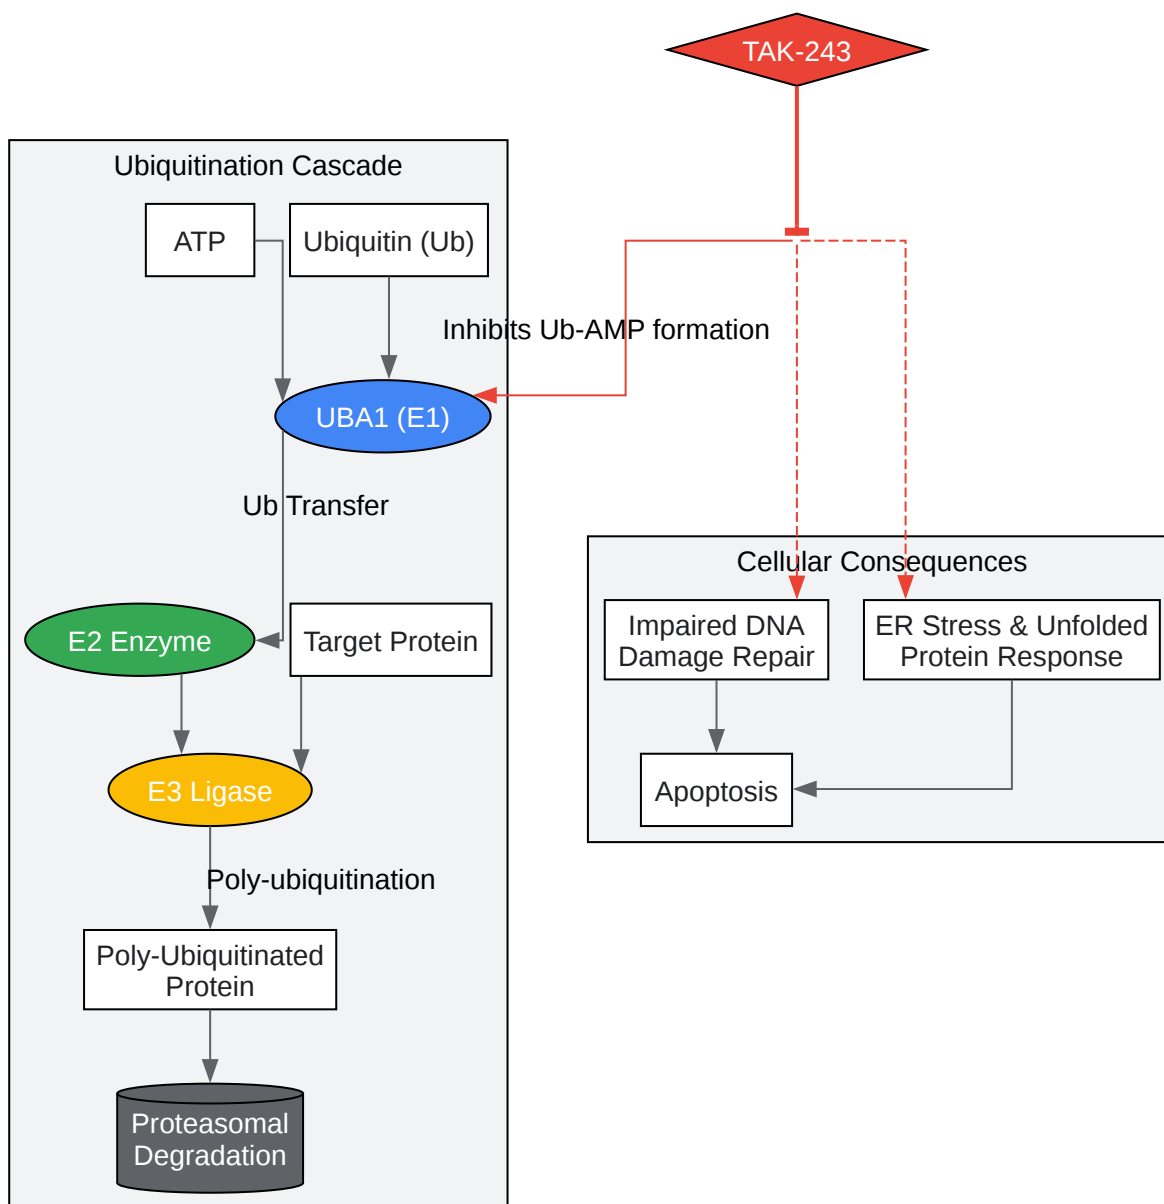 TAK-243
Ubiquitination Cascade
ATP
Ubiquitin (Ub)
Inhibits Ub-AMP formation
UBA1 (E1)
Ub Transfer
E2 Enzyme
Target Protein
E3 Ligase
Poly-ubiquitination
Poly-Ubiquitinated
Protein
Proteasomal
Degradation
Cellular Consequences
Impaired DNA
Damage Repair
ER Stress & Unfolded
Protein Response
Apoptosis